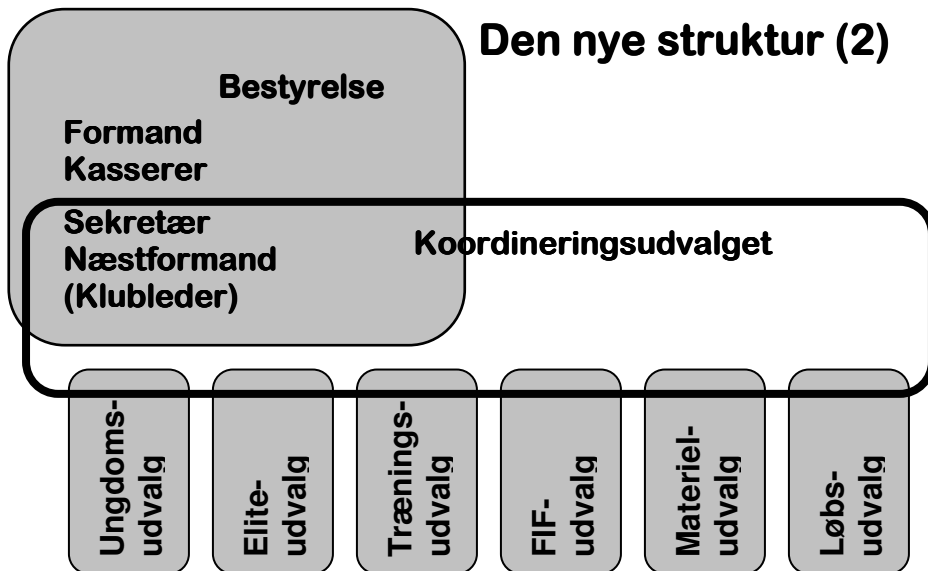 Den nye struktur (2)
Bestyrelse
Formand
Kasserer
Sekretær
Næstformand
(Klubleder)
Koordineringsudvalget
Ungdoms-
udvalg
Elite-
udvalg
Trænings-
udvalg
FIF-
udvalg
Materiel-
udvalg
Løbs-
udvalg